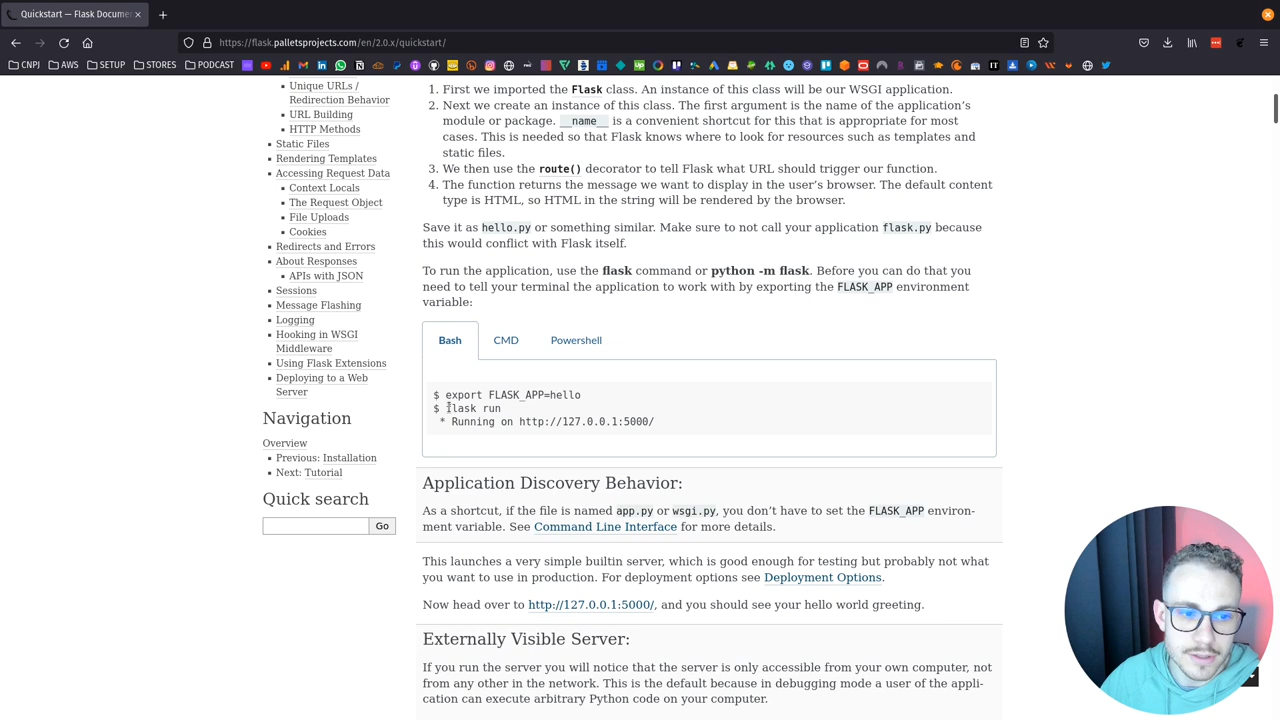 Quickstart — Flask Documen
https://flask.palletsprojects.com/en/2.0.x/quickstart/
CNPJ
AWS
SETUP
STORES
PODCAST
Unique URLs /
Redirection Behavior
URL Building
HTTP Methods
Static Files
Rendering Templates
Accessing Request Data
Context Locals
The Request Object
File Uploads
Cookies
Redirects and Errors
About Responses
APIs with JSON
Sessions
Message Flashing
Logging
Hooking in WSGI
Middleware
Using Flask Extensions
Deploying to a Web
Server
Navigation
Overview
Previous: Installation
Next: Tutorial
Quick search
Go
1. First we imported the Flask class. An instance of this class will be our WSGI application.
2. Next we create an instance of this class. The first argument is the name of the application’s
module or package. __name__ is a convenient shortcut for this that is appropriate for most
cases. This is needed so that Flask knows where to look for resources such as templates and
static files.
3. We then use the route() decorator to tell Flask what URL should trigger our function.
4. The function returns the message we want to display in the user’s browser. The default content
type is HTML, so HTML in the string will be rendered by the browser.
Save it as hello.py or something similar. Make sure to not call your application flask.py because
this would conflict with Flask itself.
To run the application, use the flask command or python -m flask. Before you can do that you
need to tell your terminal the application to work with by exporting the FLASK_APP environment
variable:
Bash
CMD
Powershell
$ export FLASK_APP=hello
$ flask run
* Running on http://127.0.0.1:5000/
Application Discovery Behavior:
As a shortcut, if the file is named app.py or wsgi.py, you don’t have to set the FLASK_APP environ-
ment variable. See Command Line Interface for more details.
This launches a very simple builtin server, which is good enough for testing but probably not what
you want to use in production. For deployment options see Deployment Options.
Now head over to http://127.0.0.1:5000/, and you should see your hello world greeting.
Externally Visible Server:
If you run the server you will notice that the server is only accessible from your own computer, not
from any other in the network. This is the default because in debugging mode a user of the appli-
cation can execute arbitrary Python code on your computer.